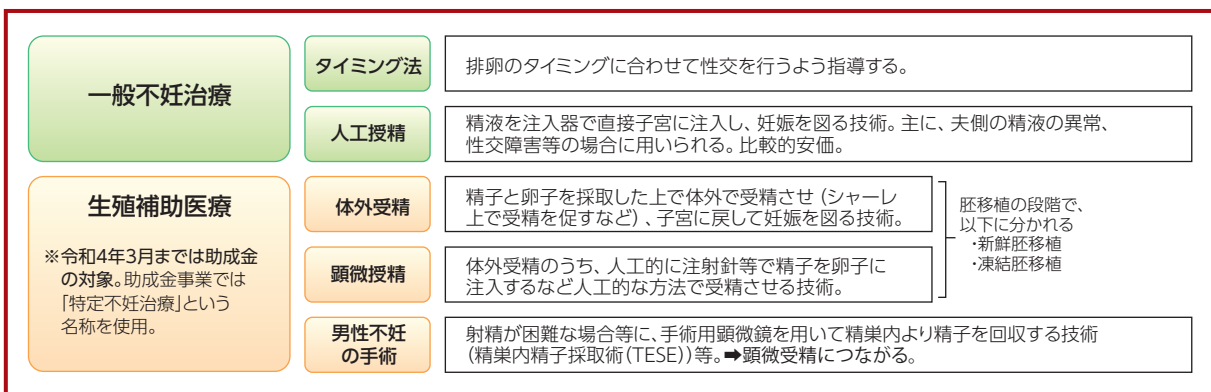 一般不妊治療
タイミング法
排卵のタイミングに合わせて性交を行うよう指導する。
人工授精
精液を注入器で直接子宮に注入し、妊娠を図る技術。主に、夫側の精液の異常、
性交障害等の場合に用いられる。比較的安価。
生殖補助医療
※令和4年3月までは助成金
の対象。助成金事業では
「特定不妊治療」という
名称を使用。
体外受精
精子と卵子を採取した上で体外で受精させ（シャーレ
上で受精を促すなど）、子宮に戻して妊娠を図る技術。
顕微授精
体外受精のうち、人工的に注射針等で精子を卵子に
注入するなど人工的な方法で受精させる技術。
胚移植の段階で、
以下に分かれる
・新鮮胚移植
・凍結胚移植
男性不妊
の手術
射精が困難な場合等に、手術用顕微鏡を用いて精巣内より精子を回収する技術
（精巣内精子採取術（TESE））等。➡顕微受精につながる。